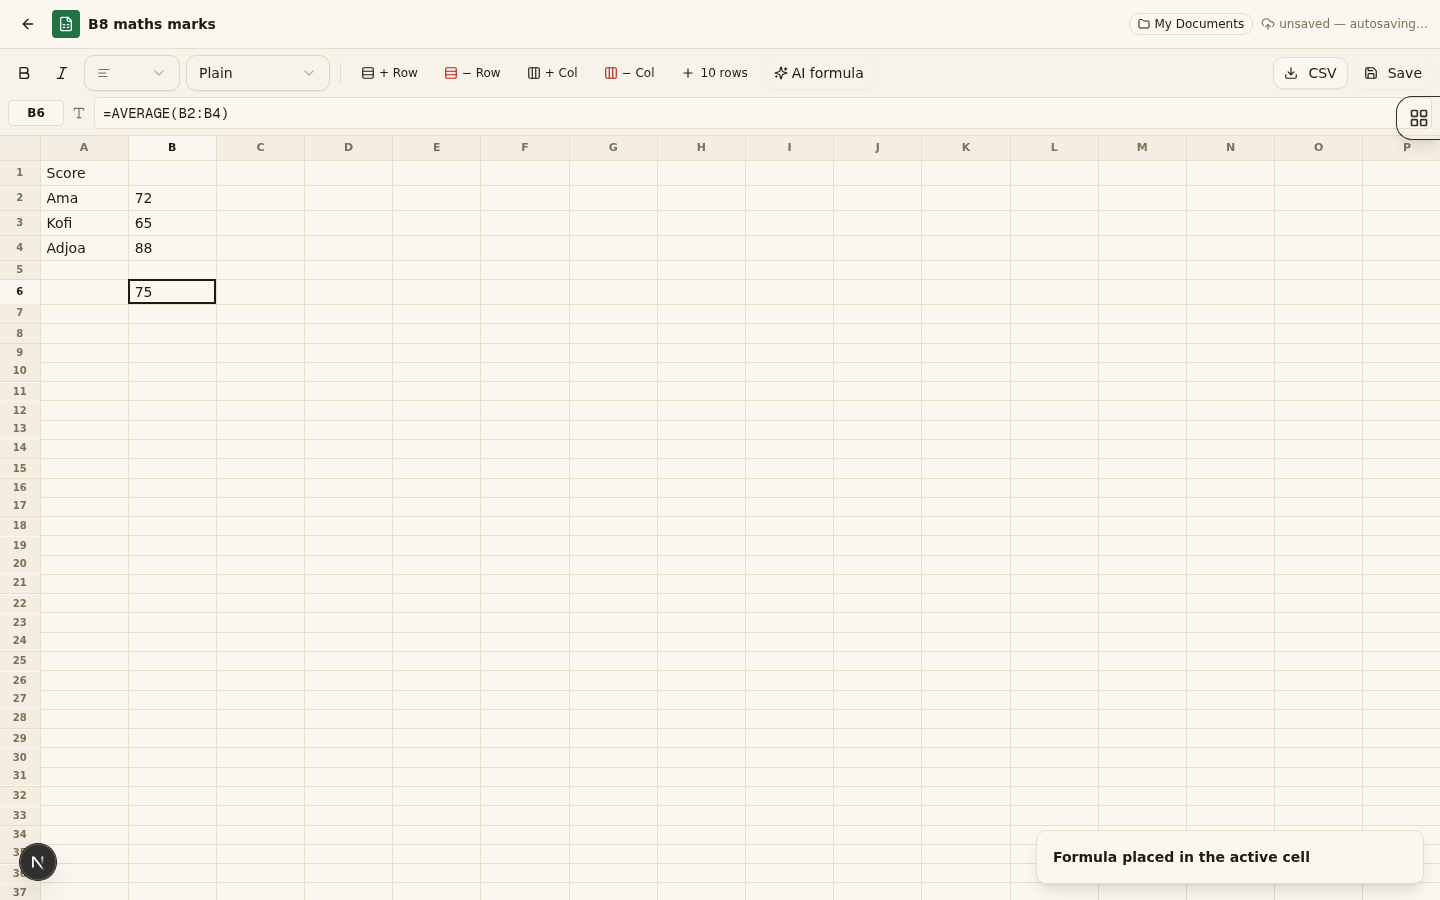 B8 maths marks
My Documents
unsaved — autosaving…
B I Plain + Row − Row + Col − Col + 10 rows AI formula CSV Save
B6 =AVERAGE(B2:B4)
A B C D E F G H I J K L M N O P
1 Score
2 Ama 72
3 Kofi 65
4 Adjoa 88
5
6 75
7
8
9
10
11
12
13
14
15
16
17
18
19
20
21
22
23
24
25
26
27
28
29
30
31
32
33
34
35
36
37
N
Formula placed in the active cell